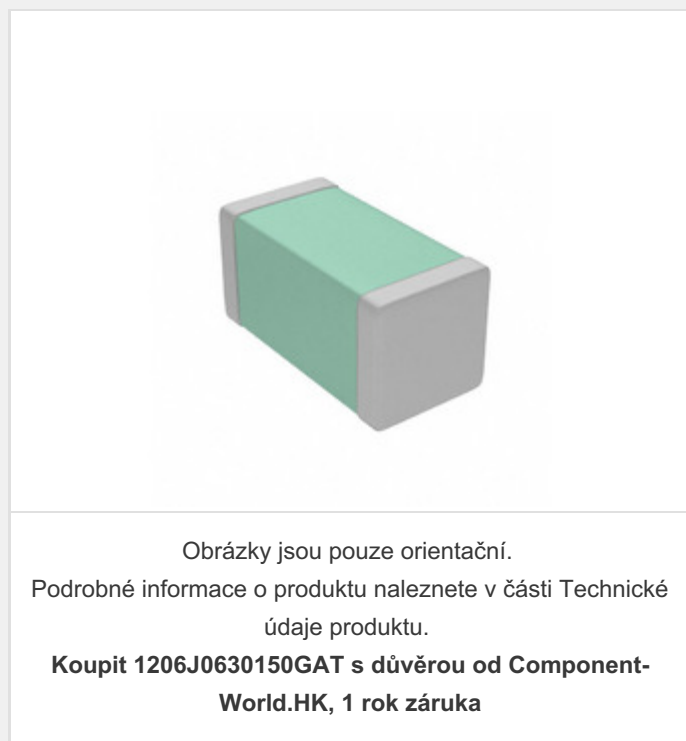 Obrázky jsou pouze orientační.
Podrobné informace o produktu naleznete v části Technické
údaje produktu.
Koupit 1206J0630150GAT s důvěrou od Component-
World.HK, 1 rok záruka